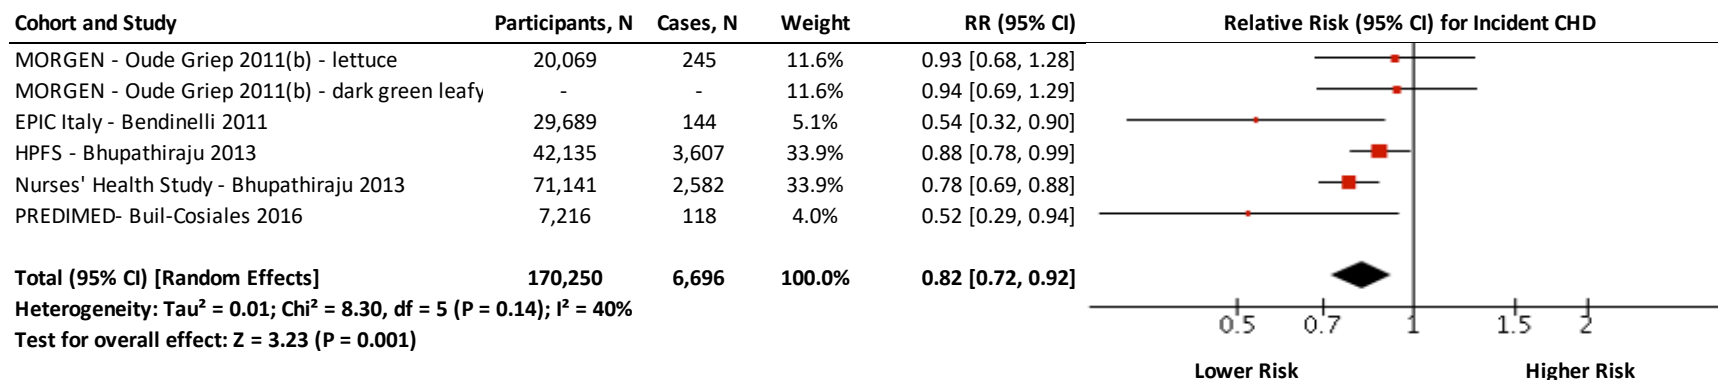 Cohort and Study Participants, N Cases, N Weight RR (95% CI) Relative Risk (95% CI) for Incident CHD
MORGEN - Oude Griep 2011(b) - lettuce 20,069 245 11.6% 0.93 [0.68, 1.28]
MORGEN - Oude Griep 2011(b) - dark green leafy - - 11.6% 0.94 [0.69, 1.29]
EPIC Italy - Bendinelli 2011 29,689 144 5.1% 0.54 [0.32, 0.90]
HPFS - Bhupathiraju 2013 42,135 3,607 33.9% 0.88 [0.78, 0.99]
Nurses' Health Study - Bhupathiraju 2013 71,141 2,582 33.9% 0.78 [0.69, 0.88]
PREDIMED- Buil-Cosiales 2016 7,216 118 4.0% 0.52 [0.29, 0.94]
Total (95% CI) [Random Effects] 170,250 6,696 100.0% 0.82 [0.72, 0.92]
Heterogeneity: Tau² = 0.01; Chi² = 8.30, df = 5 (P = 0.14); I² = 40%
0.5 0.7 1 1.5 2
Test for overall effect: Z = 3.23 (P = 0.001)
Lower Risk Higher Risk